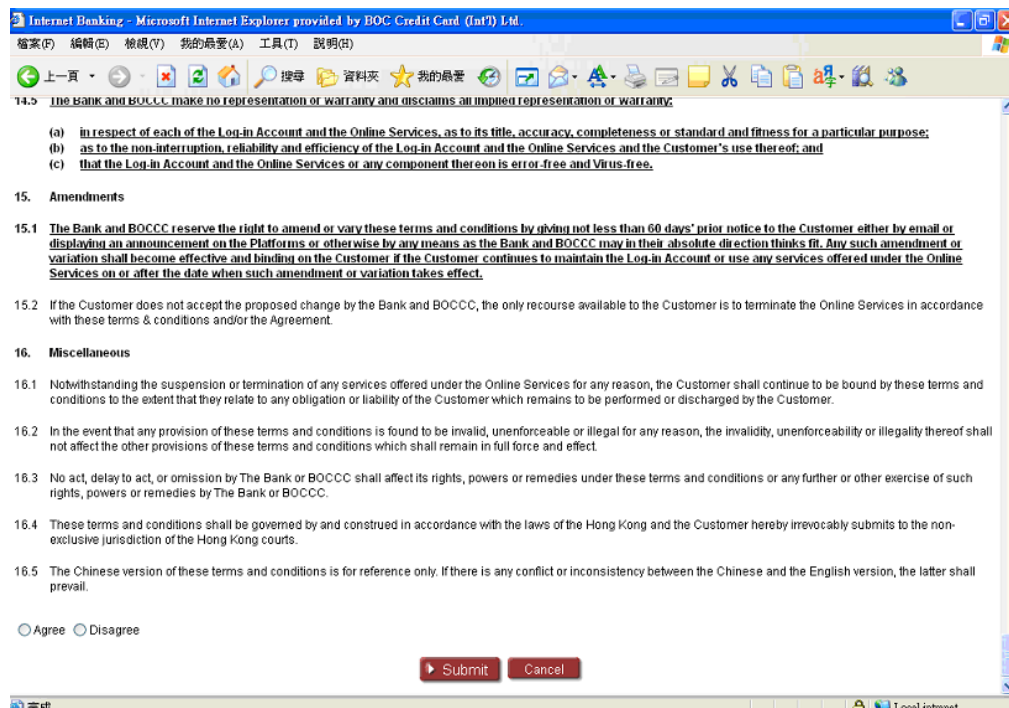 Internet Banking - Microsoft Internet Explorer provided by BOC Credit Card (Int'l) Ltd.
檔案(F) 編輯(E) 檢視(V) 我的最愛(A) 工具(T) 說明(H)
上一頁 搜尋 資料夾 我的最愛
14.5 The Bank and BOCCC make no representation or warranty and disclaims all implied representation or warranty:
(a) in respect of each of the Log-in Account and the Online Services, as to its title, accuracy, completeness or standard and fitness for a particular purpose;
(b) as to the non-interruption, reliability and efficiency of the Log-in Account and the Online Services and the Customer's use thereof; and
(c) that the Log-in Account and the Online Services or any component thereon is error-free and Virus-free.
15. Amendments
15.1 The Bank and BOCCC reserve the right to amend or vary these terms and conditions by giving not less than 60 days' prior notice to the Customer either by email or
displaying an announcement on the Platforms or otherwise by any means as the Bank and BOCCC may in their absolute direction thinks fit. Any such amendment or
variation shall become effective and binding on the Customer if the Customer continues to maintain the Log-in Account or use any services offered under the Online
Services on or after the date when such amendment or variation takes effect.
15.2 If the Customer does not accept the proposed change by the Bank and BOCCC, the only recourse available to the Customer is to terminate the Online Services in accordance
with these terms & conditions and/or the Agreement.
16. Miscellaneous
16.1 Notwithstanding the suspension or termination of any services offered under the Online Services for any reason, the Customer shall continue to be bound by these terms and
conditions to the extent that they relate to any obligation or liability of the Customer which remains to be performed or discharged by the Customer.
16.2 In the event that any provision of these terms and conditions is found to be invalid, unenforceable or illegal for any reason, the invalidity, unenforceability or illegality thereof shall
not affect the other provisions of these terms and conditions which shall remain in full force and effect.
16.3 No act, delay to act, or omission by The Bank or BOCCC shall affect its rights, powers or remedies under these terms and conditions or any further or other exercise of such
rights, powers or remedies by The Bank or BOCCC.
16.4 These terms and conditions shall be governed by and construed in accordance with the laws of the Hong Kong and the Customer hereby irrevocably submits to the non-
exclusive jurisdiction of the Hong Kong courts.
16.5 The Chinese version of these terms and conditions is for reference only. If there is any conflict or inconsistency between the Chinese and the English version, the latter shall
prevail.
Agree Disagree
Submit Cancel
完成 Local intranet